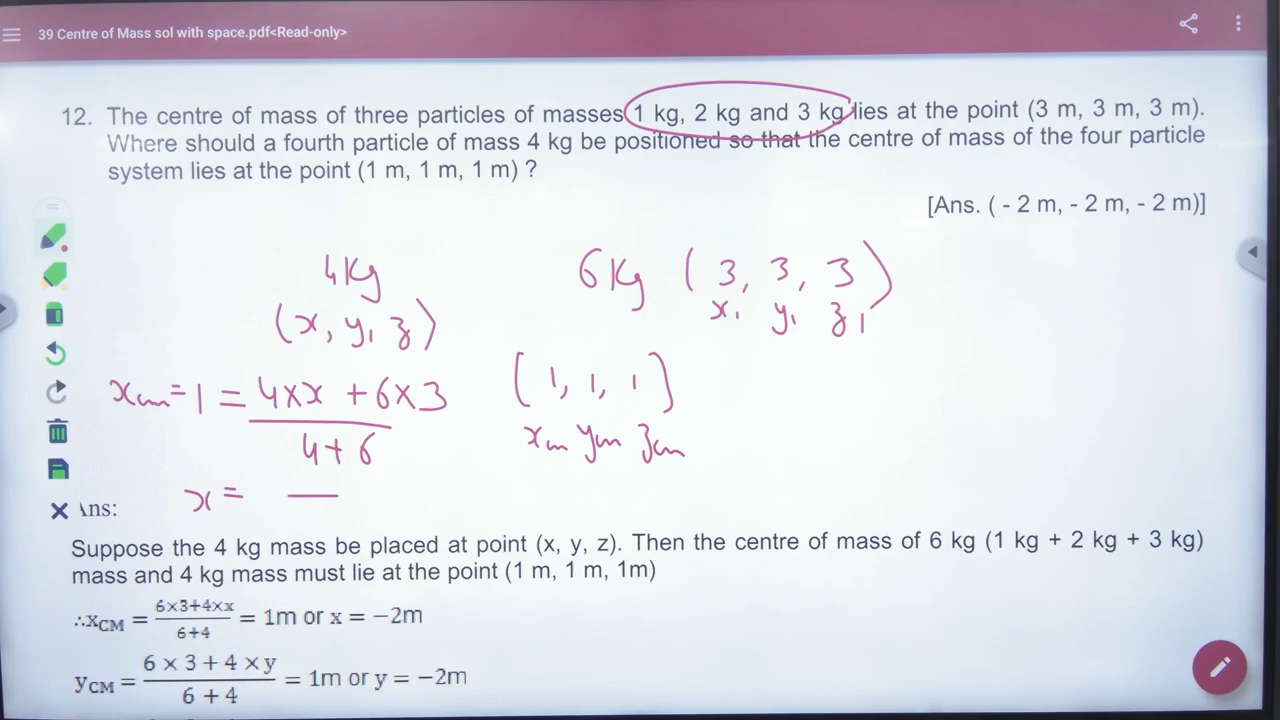 39 Centre of Mass sol with space.pdf<Read-only>
12. The centre of mass of three particles of masses 1 kg, 2 kg and 3 kg lies at the point (3 m, 3 m, 3 m).
Where should a fourth particle of mass 4 kg be positioned so that the centre of mass of the four particle
system lies at the point (1 m, 1 m, 1 m) ?
[Ans. ( - 2 m, - 2 m, - 2 m)]
4Kg 6Kg (3, 3, 3)
(x, y, z) x₁ y₁ z₁
xcm = 1 = (4×x + 6×3)/(4+6) (1, 1, 1)
xcm ycm zcm
x = —
Ans:
Suppose the 4 kg mass be placed at point (x, y, z). Then the centre of mass of 6 kg (1 kg + 2 kg + 3 kg)
mass and 4 kg mass must lie at the point (1 m, 1 m, 1m)
∴xCM = (6×3+4×x)/(6+4) = 1m or x = −2m
yCM = (6 × 3 + 4 × y)/(6 + 4) = 1m or y = −2m